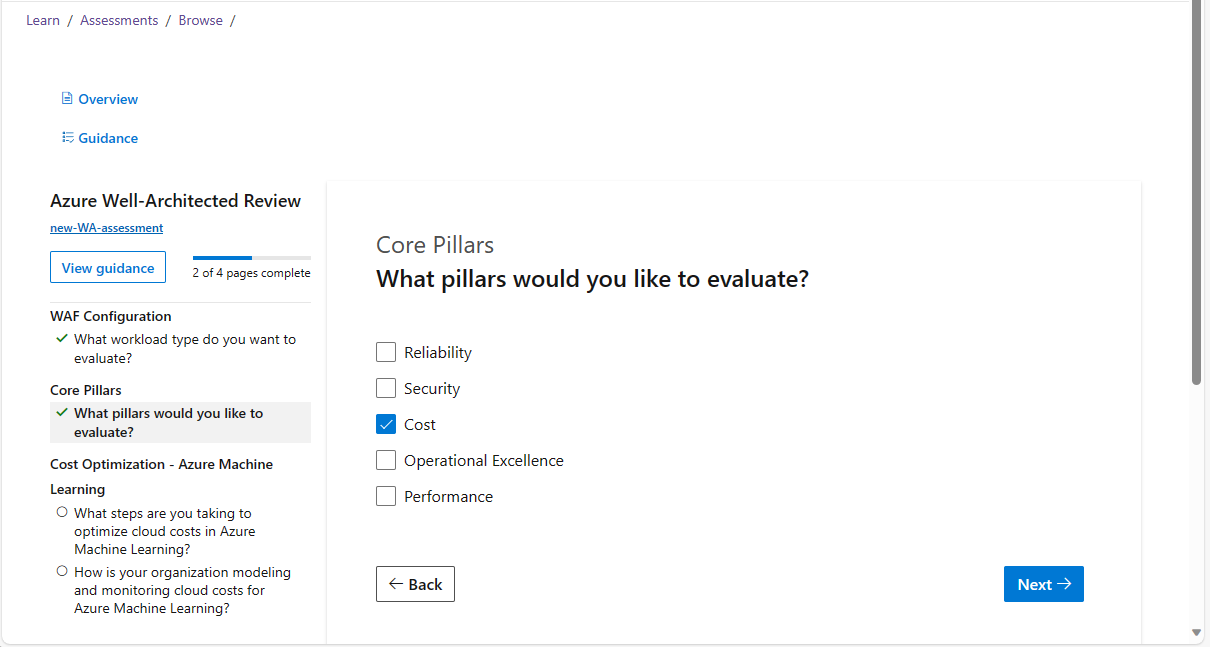 Learn / Assessments / Browse /
Overview
Guidance
Azure Well-Architected Review
new-WA-assessment
View guidance
2 of 4 pages complete
WAF Configuration
What workload type do you want to
evaluate?
Core Pillars
What pillars would you like to
evaluate?
Cost Optimization - Azure Machine
Learning
What steps are you taking to
optimize cloud costs in Azure
Machine Learning?
How is your organization modeling
and monitoring cloud costs for
Azure Machine Learning?
Core Pillars
What pillars would you like to evaluate?
Reliability
Security
Cost
Operational Excellence
Performance
Back
Next